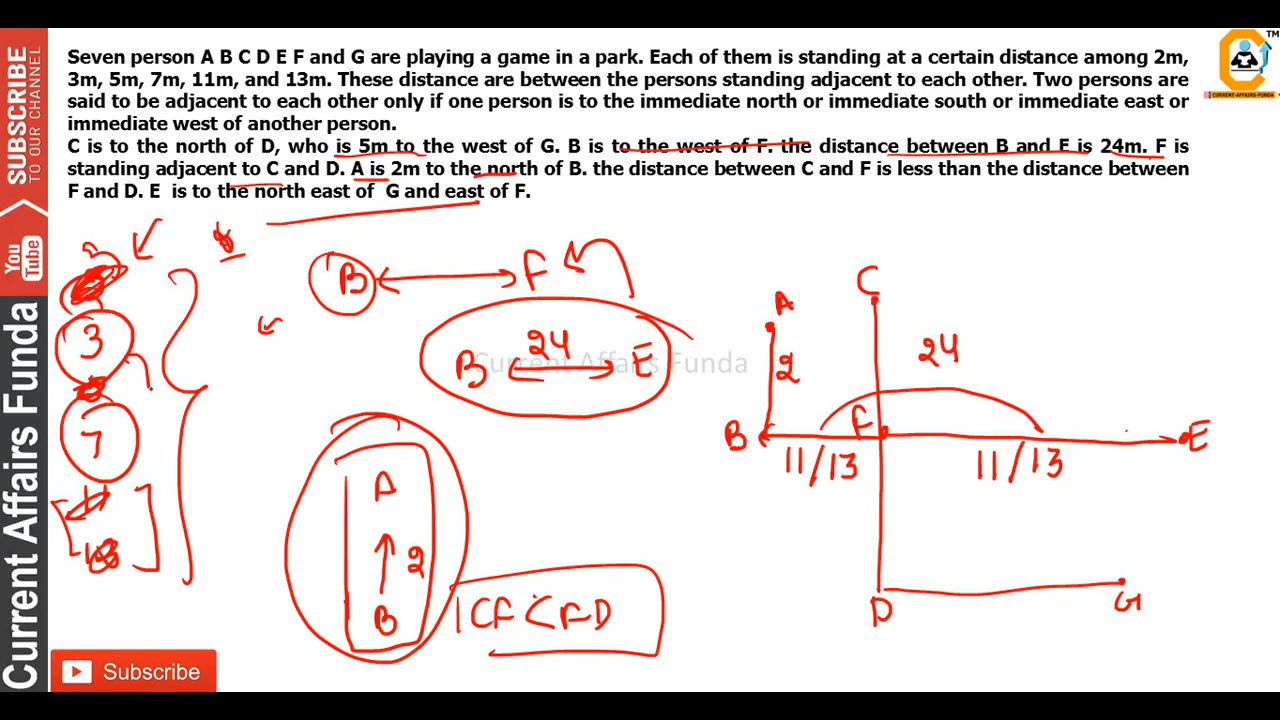 SUBSCRIBE
TO OUR CHANNEL
You Tube
Current Affairs Funda
TM
CURRENT-AFFAIRS-FUNDA
Seven person A B C D E F and G are playing a game in a park. Each of them is standing at a certain distance among 2m,
3m, 5m, 7m, 11m, and 13m. These distance are between the persons standing adjacent to each other. Two persons are
said to be adjacent to each other only if one person is to the immediate north or immediate south or immediate east or
immediate west of another person.
C is to the north of D, who is 5m to the west of G. B is to the west of F. the distance between B and E is 24m. F is
standing adjacent to C and D. A is 2m to the north of B. the distance between C and F is less than the distance between
F and D. E is to the north east of G and east of F.
3
7
11
B F
B 24 E
Current Affairs Funda
A
2
B
CF < FD
C
A
2
24
B F E
11/13 11/13
D G
Subscribe